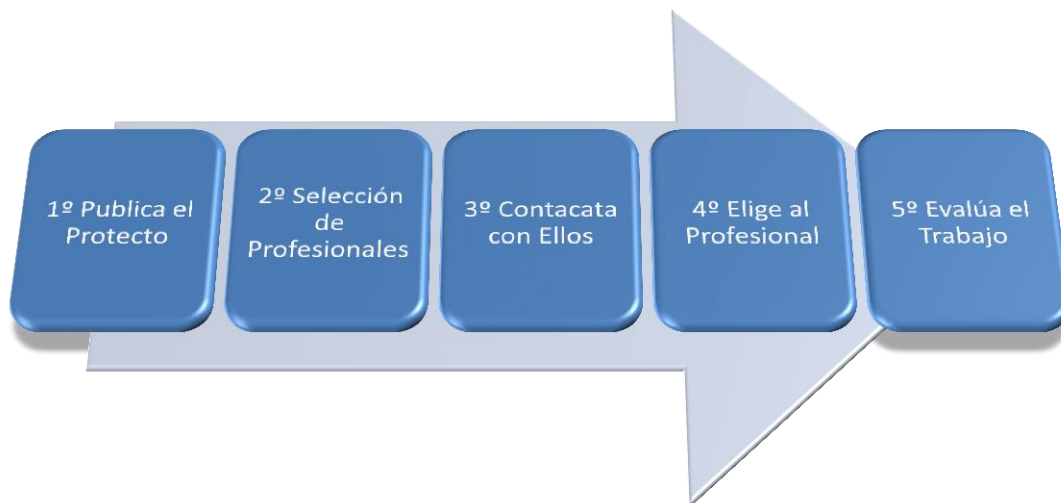 1º Publica el
Protecto
2º Selección
de
Profesionales
3º Contacata
con Ellos
4º Elige al
Profesional
5º Evalúa el
Trabajo